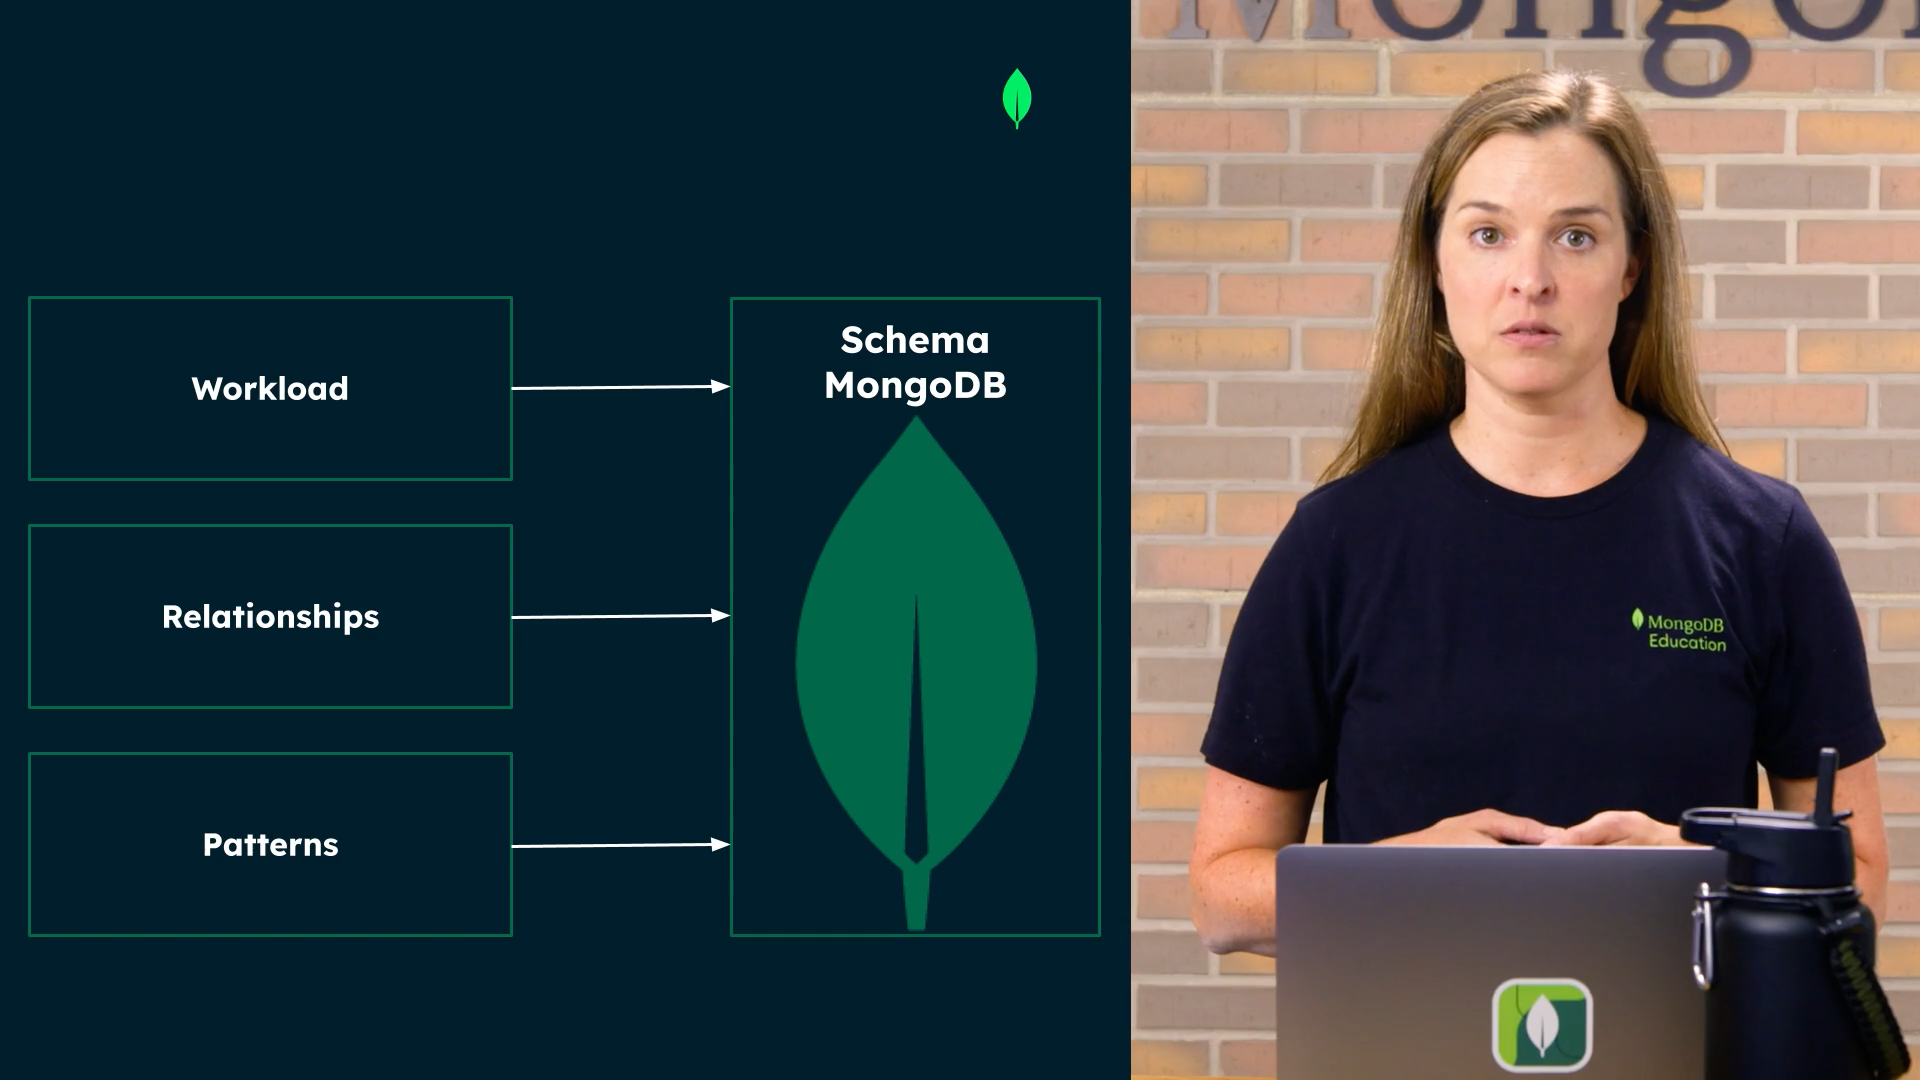 Workload
Relationships
Patterns
Schema
MongoDB
MongoDB
Education